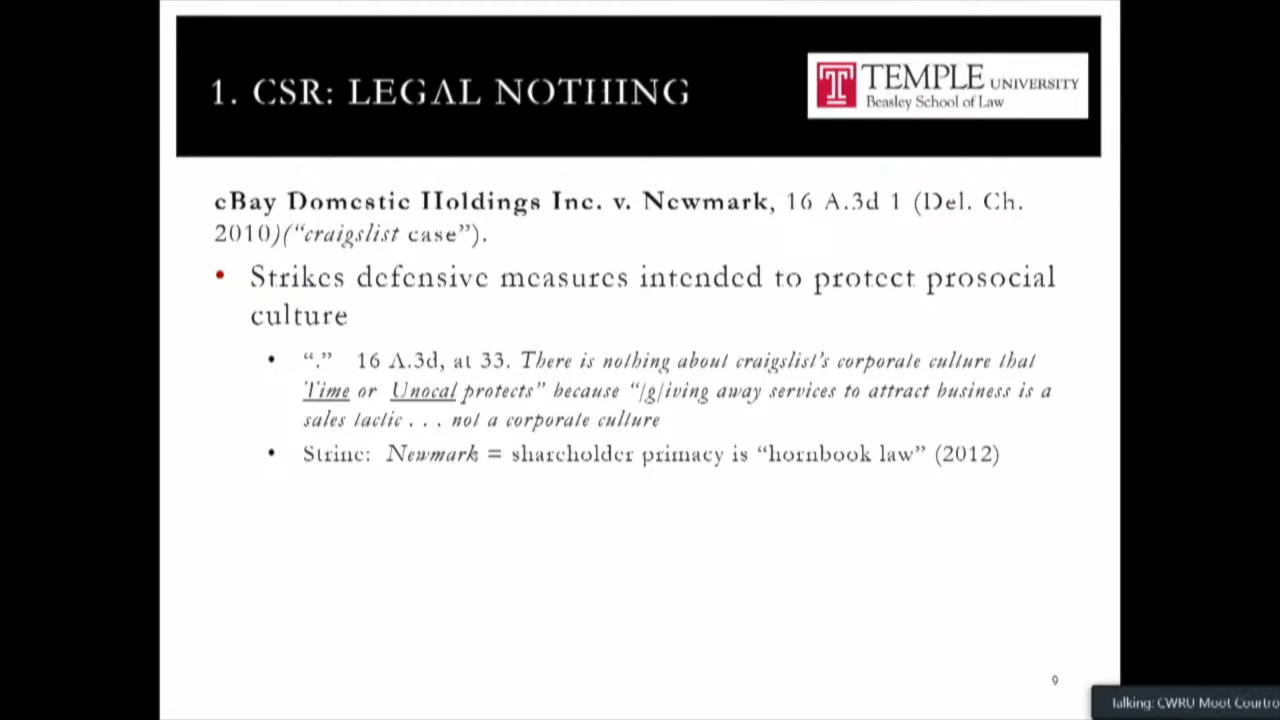 1. CSR: LEGAL NOTHING
TEMPLE UNIVERSITY
Beasley School of Law
eBay Domestic Holdings Inc. v. Newmark, 16 A.3d 1 (Del. Ch.
2010)(“craigslist case”).
• Strikes defensive measures intended to protect prosocial
culture
• “.” 16 A.3d, at 33. There is nothing about craigslist’s corporate culture that
Time or Unocal protects” because “[g]iving away services to attract business is a
sales tactic . . . not a corporate culture
• Strine: Newmark = shareholder primacy is “hornbook law” (2012)
9
Talking: CWRU Moot Courtro